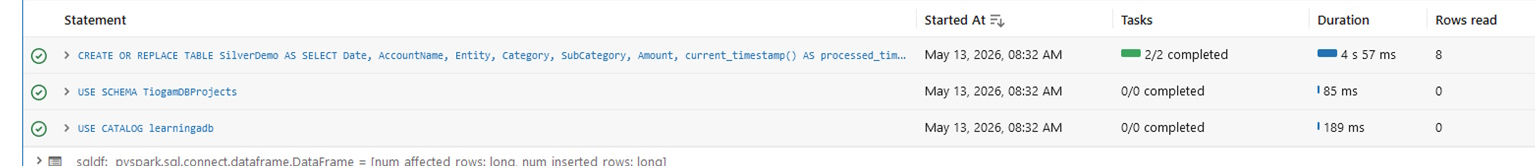 Statement Started At Tasks Duration Rows read
CREATE OR REPLACE TABLE SilverDemo AS SELECT Date, AccountName, Entity, Category, SubCategory, Amount, current_timestamp() AS processed_tim... May 13, 2026, 08:32 AM 2/2 completed 4 s 57 ms 8
USE SCHEMA TiogamDBProjects May 13, 2026, 08:32 AM 0/0 completed 85 ms 0
USE CATALOG learningadb May 13, 2026, 08:32 AM 0/0 completed 189 ms 0
sqldf: pyspark.sql.connect.dataframe.DataFrame = [num_affected_rows: long, num_inserted_rows: long]